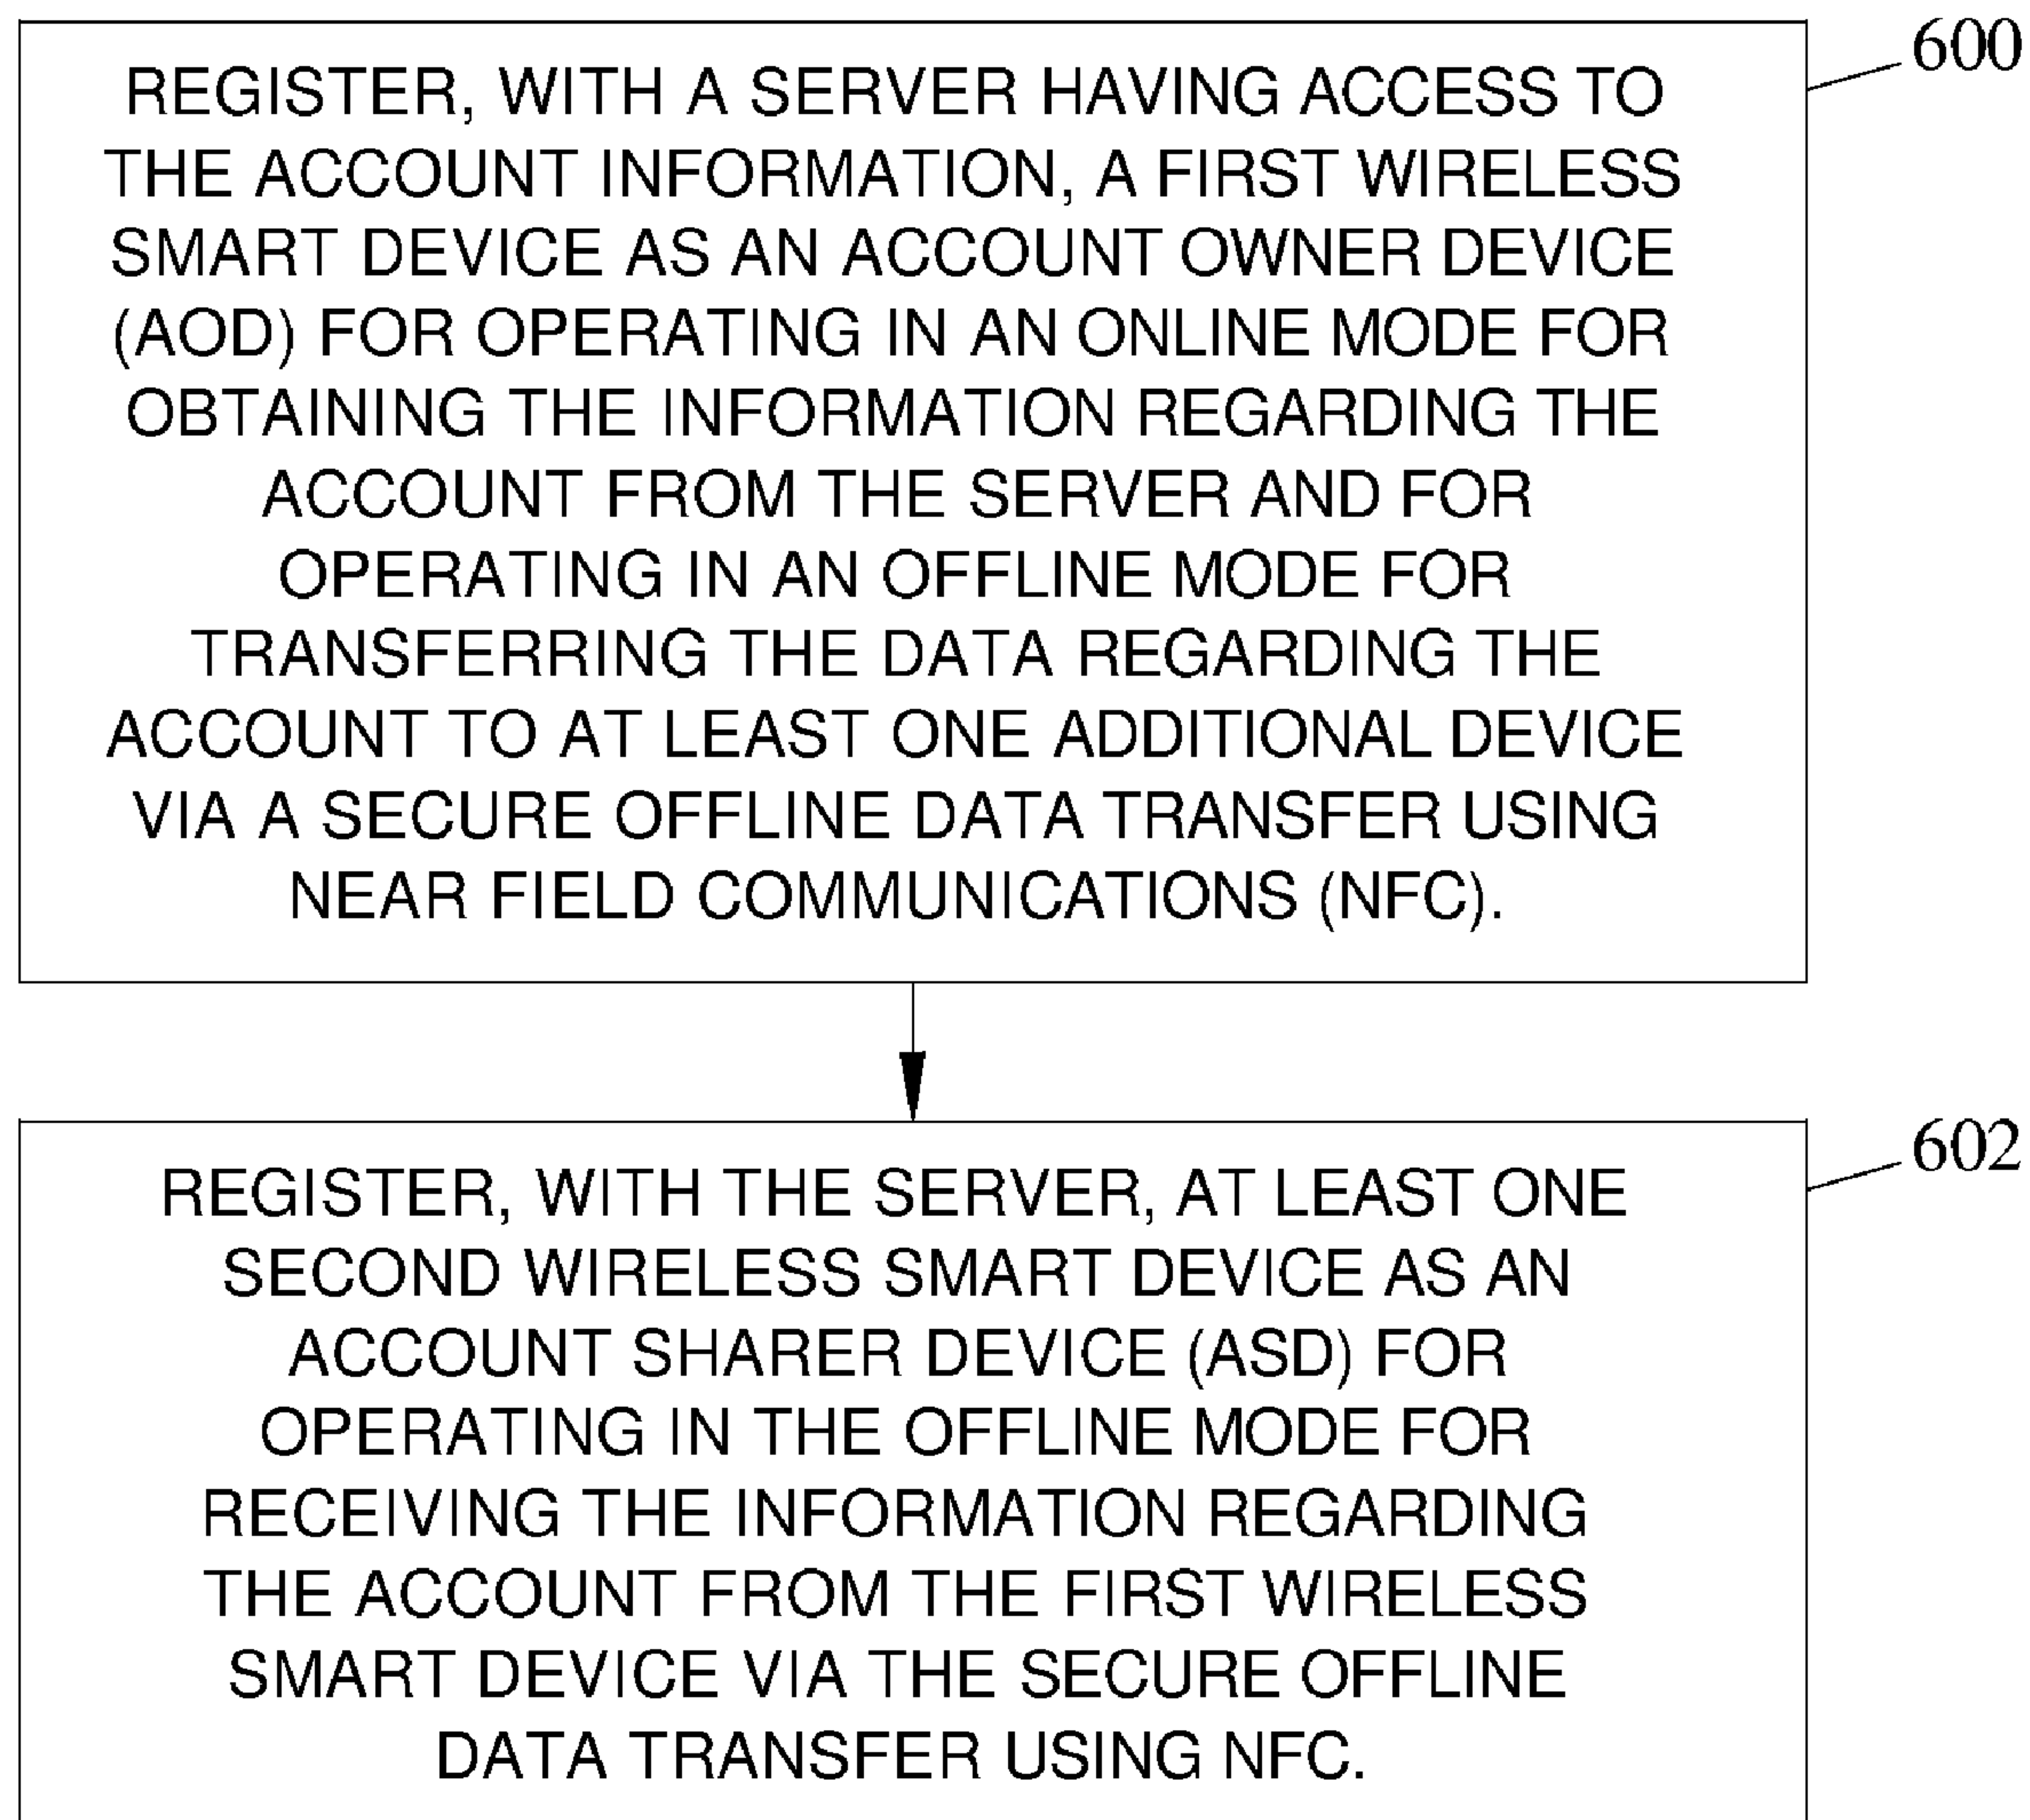 REGISTER, WITH A SERVER HAVING ACCESS TO
THE ACCOUNT INFORMATION, A FIRST WIRELESS
SMART DEVICE AS AN ACCOUNT OWNER DEVICE
(AOD) FOR OPERATING IN AN ONLINE MODE FOR
OBTAINING THE INFORMATION REGARDING THE
ACCOUNT FROM THE SERVER AND FOR
OPERATING IN AN OFFLINE MODE FOR
TRANSFERRING THE DATA REGARDING THE
ACCOUNT TO AT LEAST ONE ADDITIONAL DEVICE
VIA A SECURE OFFLINE DATA TRANSFER USING
NEAR FIELD COMMUNICATIONS (NFC).
600
REGISTER, WITH THE SERVER, AT LEAST ONE
SECOND WIRELESS SMART DEVICE AS AN
ACCOUNT SHARER DEVICE (ASD) FOR
OPERATING IN THE OFFLINE MODE FOR
RECEIVING THE INFORMATION REGARDING
THE ACCOUNT FROM THE FIRST WIRELESS
SMART DEVICE VIA THE SECURE OFFLINE
DATA TRANSFER USING NFC.
602